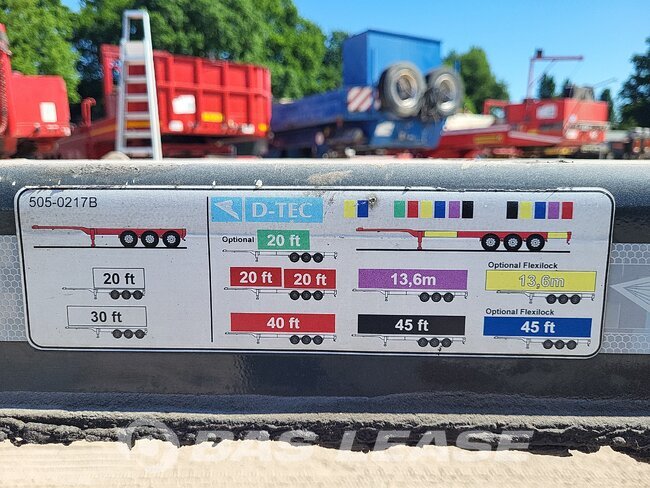 505-0217B
D-TEC
Optional 20 ft
20 ft
20 ft 20 ft
13,6m
Optional Flexilock
13,6m
30 ft
40 ft
45 ft
Optional Flexilock
45 ft
DAS LEASE